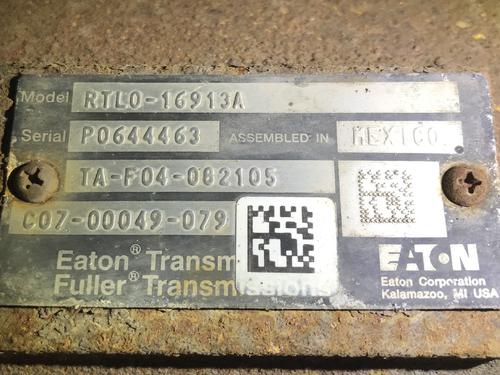 Model RTLO-16913A
Serial P0644463 ASSEMBLED IN MEXICO
TA-F04-082105
C07-00049-079
Eaton® Transm
Fuller® Transmissions
EATON
Eaton Corporation
Kalamazoo, MI USA